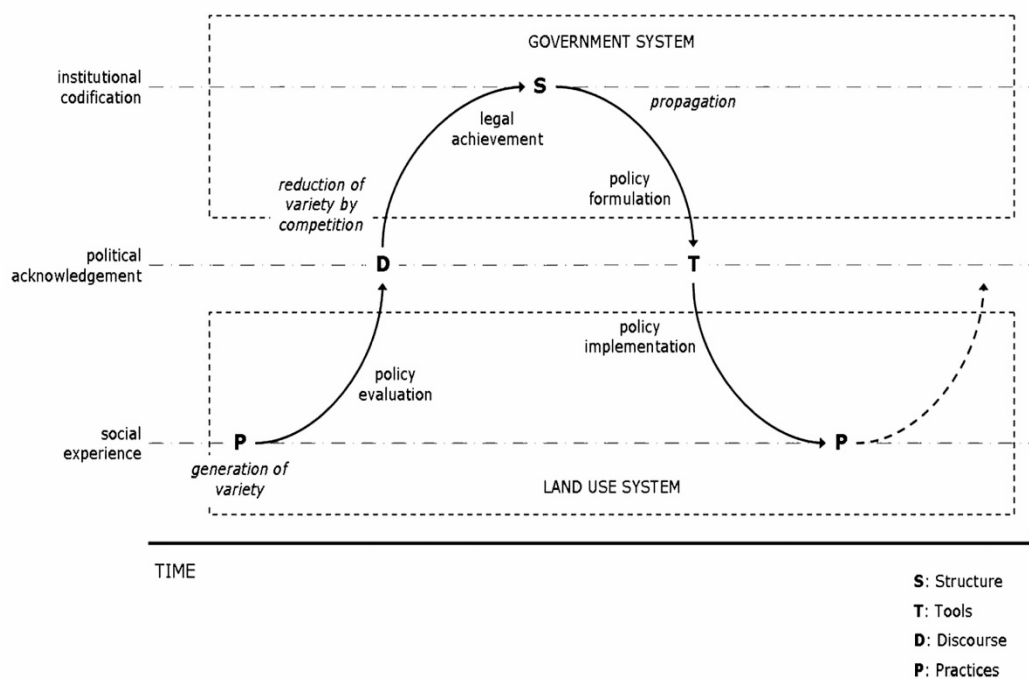 GOVERNMENT SYSTEM
institutional
codification
S
propagation
legal
achievement
reduction of
variety by
competition
policy
formulation
political
acknowledgement
D
T
policy
implementation
policy
evaluation
social
experience
P
P
generation of
variety
LAND USE SYSTEM
TIME
S: Structure
T: Tools
D: Discourse
P: Practices